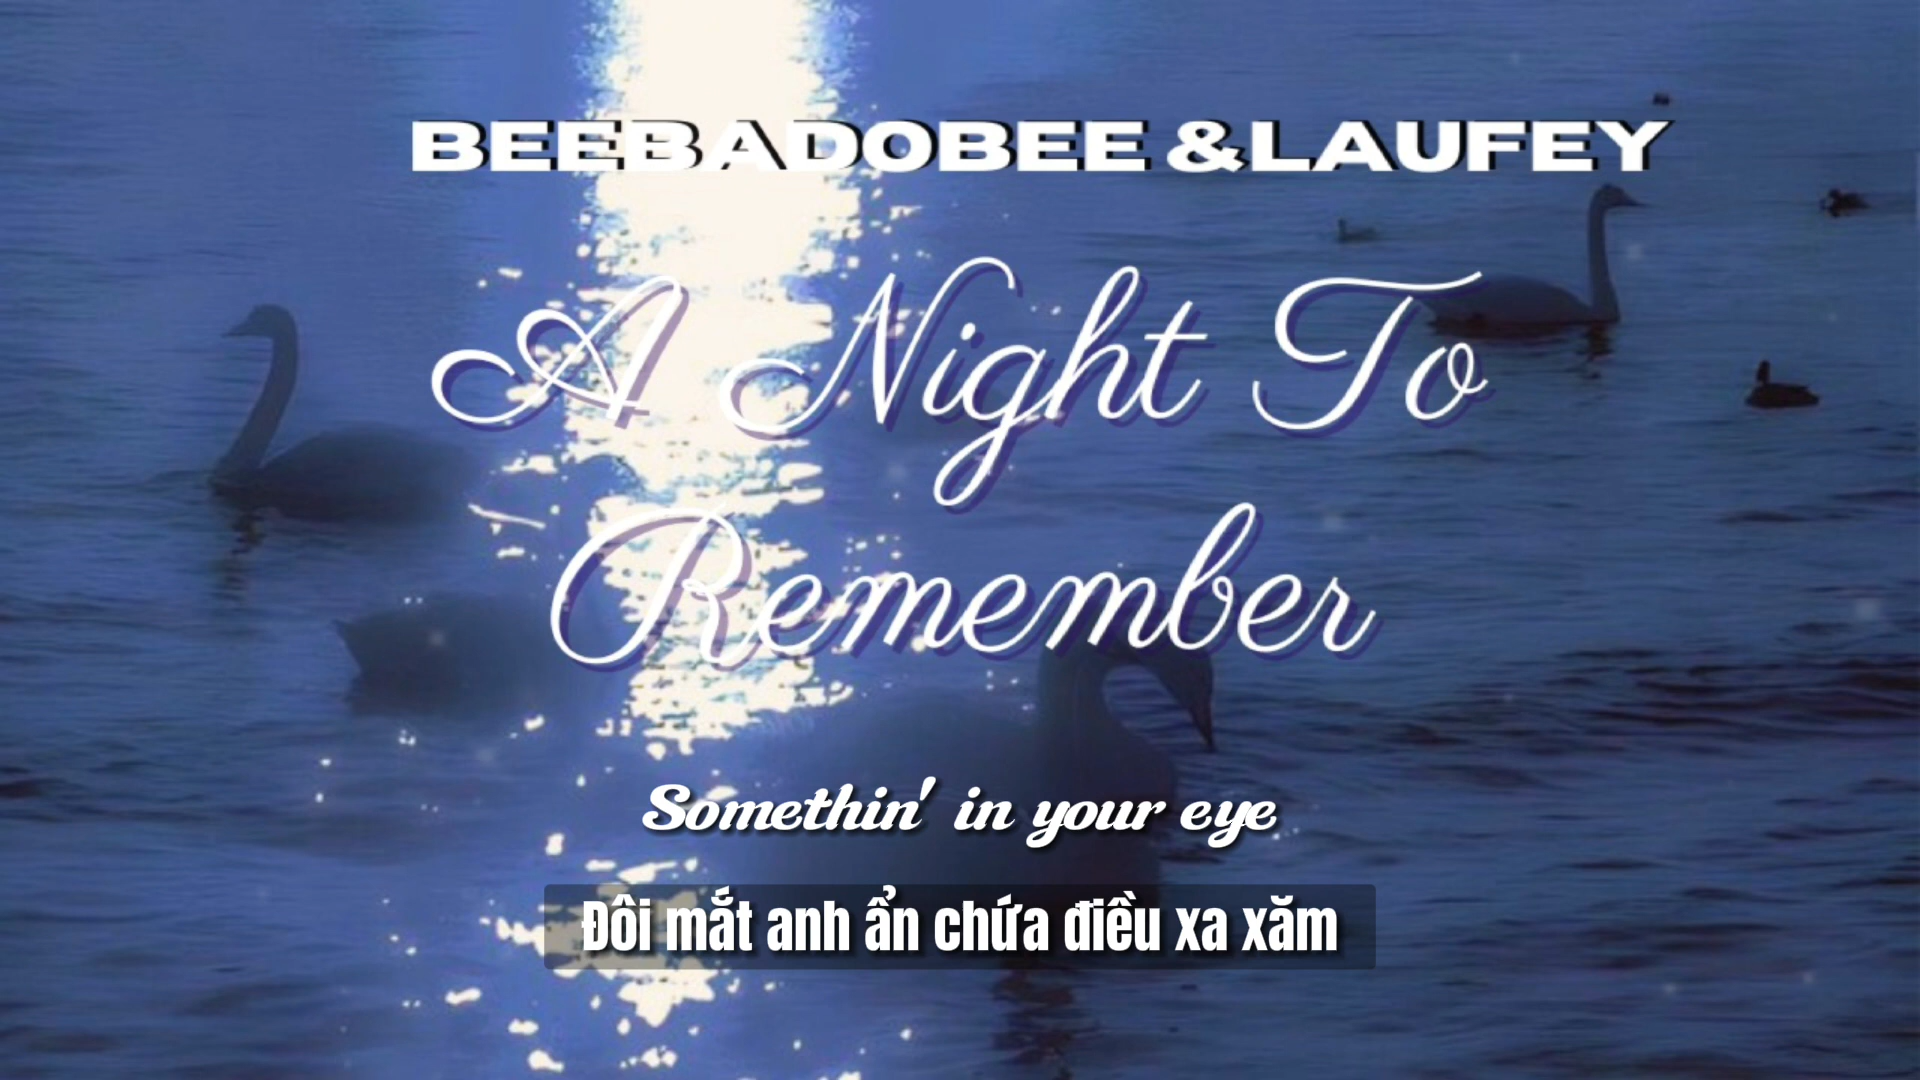 BEEBADOBEE &LAUFEY
A Night To
Remember
Somethin' in your eye
Đôi mắt anh ẩn chứa điều xa xăm